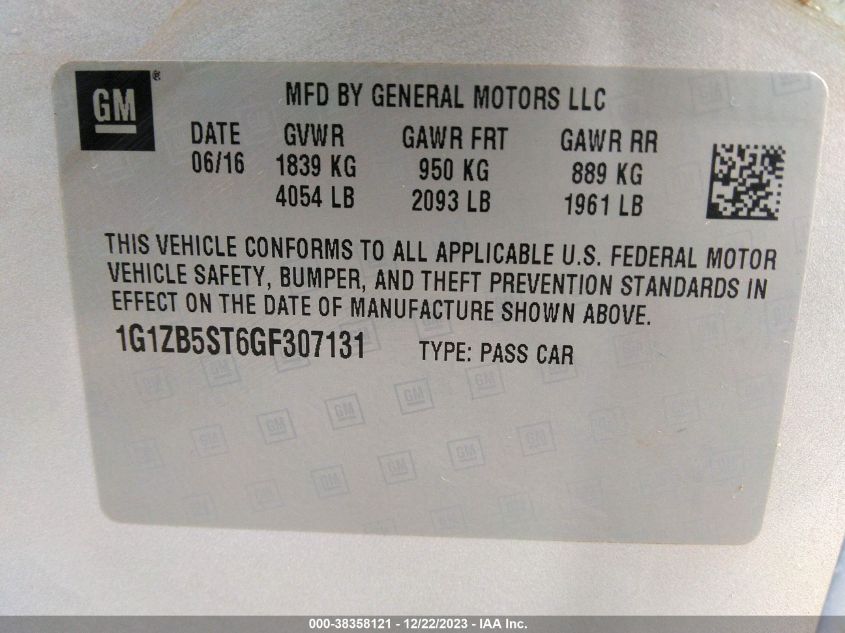 GM®
MFD BY GENERAL MOTORS LLC
DATE GVWR GAWR FRT GAWR RR
06/16 1839 KG 950 KG 889 KG
4054 LB 2093 LB 1961 LB
THIS VEHICLE CONFORMS TO ALL APPLICABLE U.S. FEDERAL MOTOR
VEHICLE SAFETY, BUMPER, AND THEFT PREVENTION STANDARDS IN
EFFECT ON THE DATE OF MANUFACTURE SHOWN ABOVE.
1G1ZB5ST6GF307131 TYPE: PASS CAR
000-38358121 - 12/22/2023 - IAA Inc.